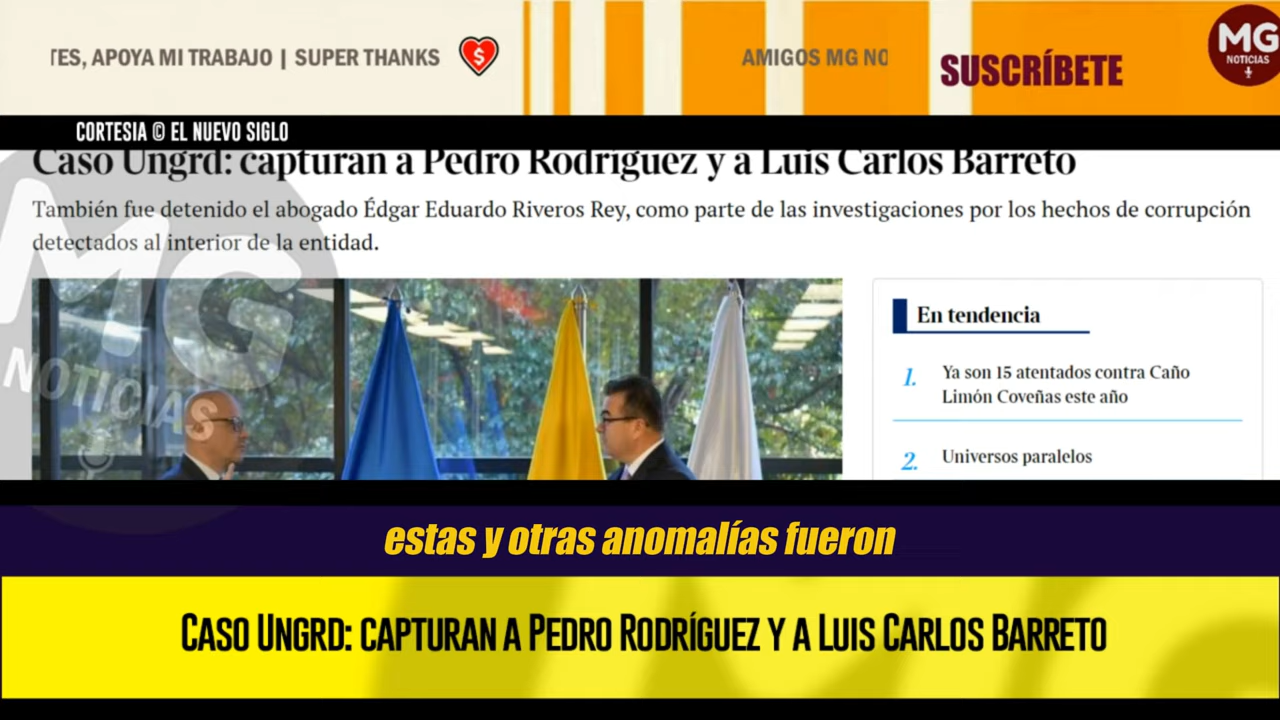 TES, APOYA MI TRABAJO | SUPER THANKS
AMIGOS MG NO
SUSCRÍBETE
MG
NOTICIAS
CORTESIA © EL NUEVO SIGLO
Caso Ungrd: capturan a Pedro Rodríguez y a Luis Carlos Barreto
También fue detenido el abogado Édgar Eduardo Riveros Rey, como parte de las investigaciones por los hechos de corrupción
detectados al interior de la entidad.
MG
NOTICIAS
En tendencia
1. Ya son 15 atentados contra Caño
Limón Coveñas este año
2. Universos paralelos
estas y otras anomalías fueron
CASO UNGRD: CAPTURAN A PEDRO RODRÍGUEZ Y A LUIS CARLOS BARRETO